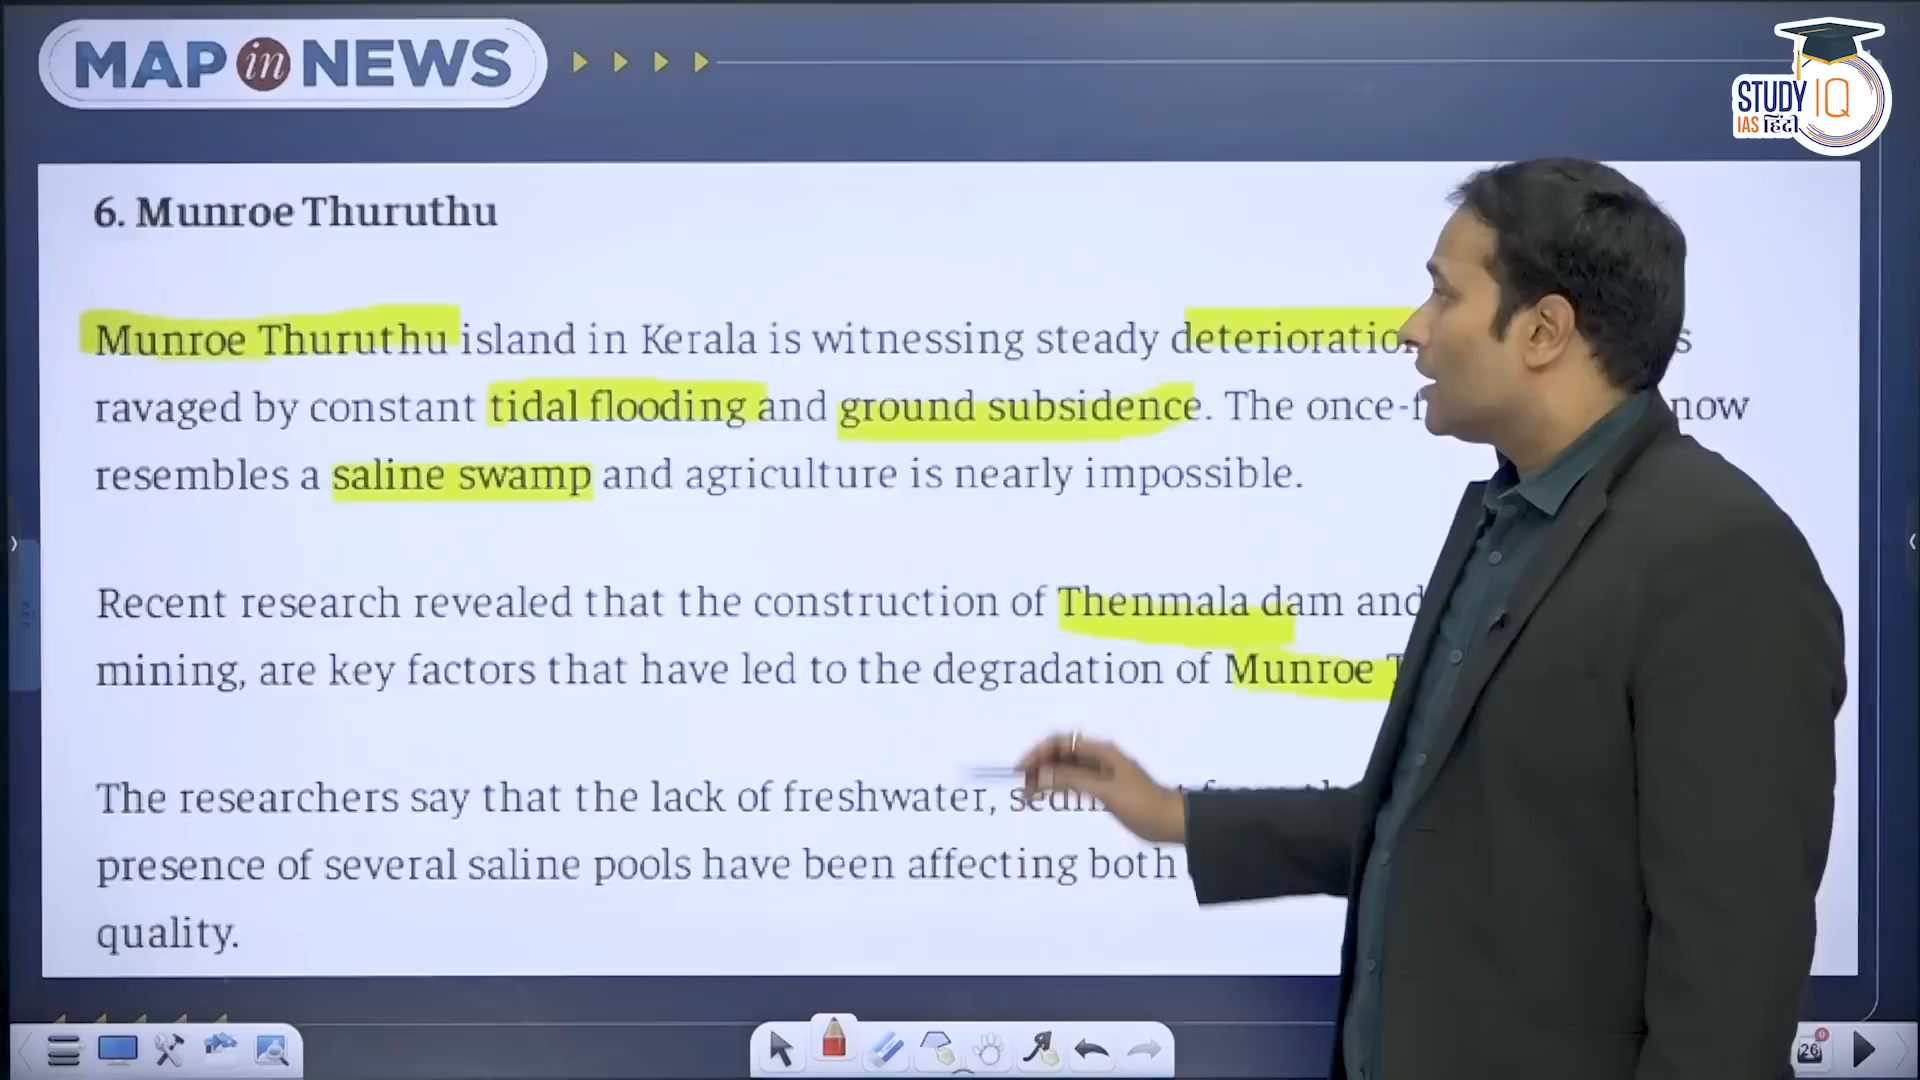 MAP in NEWS
STUDY IQ
IAS हिंदी
6. Munroe Thuruthu
Munroe Thuruthu island in Kerala is witnessing steady
ravaged by constant tidal flooding and ground subsidence. The now
resembles a saline swamp and agriculture is nearly impossible.
Recent research revealed that the construction of Thenmala dam and
mining, are key factors that have led to the degradation of Munroe
The researchers say that the lack of freshwater,
presence of several saline pools have been affecting both
quality.
26